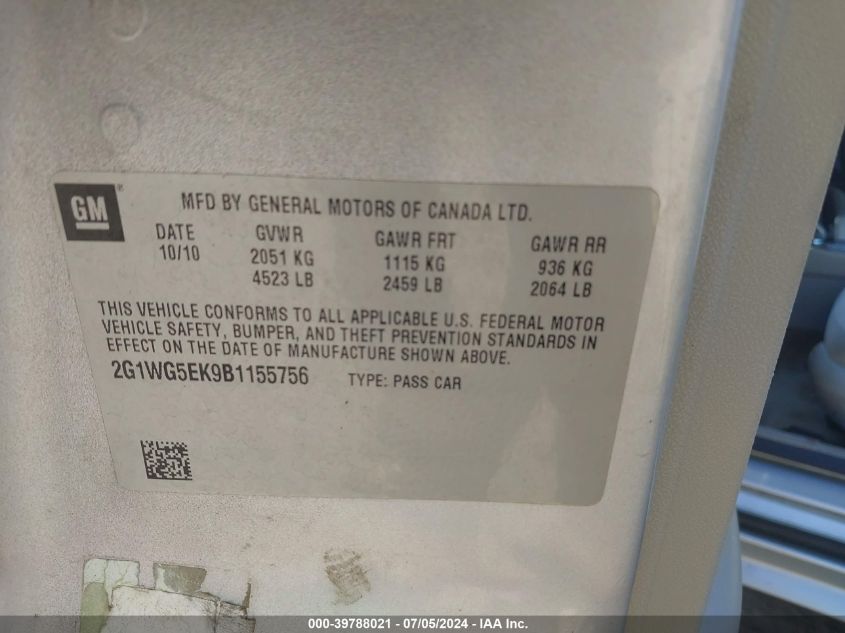 GM ®
MFD BY GENERAL MOTORS OF CANADA LTD.
DATE GVWR GAWR FRT GAWR RR
10/10 2051 KG 1115 KG 936 KG
4523 LB 2459 LB 2064 LB
THIS VEHICLE CONFORMS TO ALL APPLICABLE U.S. FEDERAL MOTOR
VEHICLE SAFETY, BUMPER, AND THEFT PREVENTION STANDARDS IN
EFFECT ON THE DATE OF MANUFACTURE SHOWN ABOVE.
2G1WG5EK9B1155756 TYPE: PASS CAR
000-39788021 - 07/05/2024 - IAA Inc.